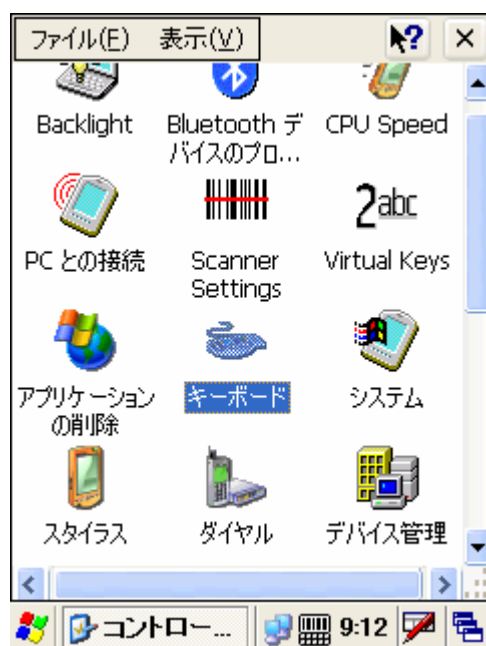 ファイル(F) 表示(V)
Backlight
Bluetooth デ
バイスのプロ...
CPU Speed
PC との接続
Scanner
Settings
2abc
Virtual Keys
アプリケーション
の削除
キーボード
システム
スタイラス
ダイヤル
デバイス管理
コントロー... 9:12